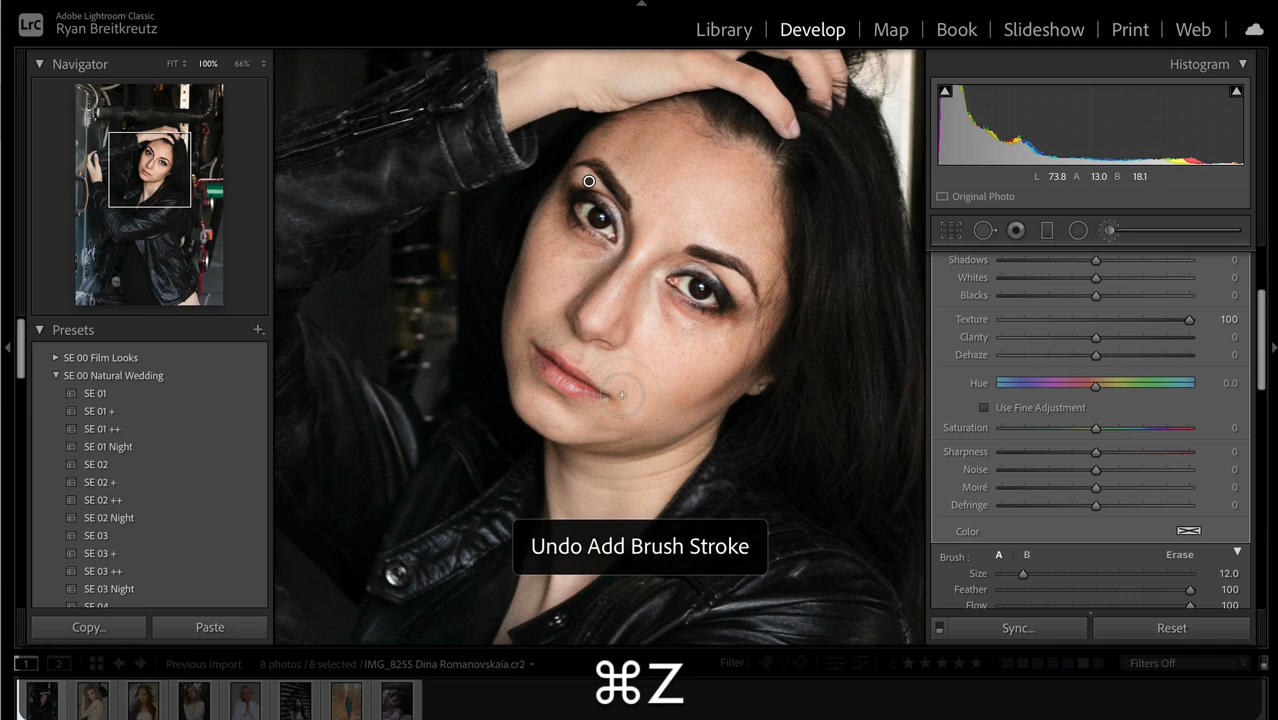 LrC
Adobe Lightroom Classic
Ryan Breitkreutz
Library | Develop | Map | Book | Slideshow | Print | Web |
Navigator FIT 100% 66%
Presets +
SE 00 Film Looks
SE 00 Natural Wedding
SE 01
SE 01 +
SE 01 ++
SE 01 Night
SE 02
SE 02 +
SE 02 ++
SE 02 Night
SE 03
SE 03 +
SE 03 ++
SE 03 Night
SE 04
Copy... Paste
Undo Add Brush Stroke
Histogram
L 73.8 A 13.0 B 18.1
Original Photo
Shadows 0
Whites 0
Blacks 0
Texture 100
Clarity 0
Dehaze 0
Hue 0.0
Use Fine Adjustment
Saturation 0
Sharpness 0
Noise 0
Moiré 0
Defringe 0
Color
Brush : A B Erase
Size 12.0
Feather 100
Flow 100
Sync... Reset
1 2 Previous Import 8 photos / 8 selected / IMG_8255 Dina Romanovskaia.cr2 Filter : ≥ Filters Off
⌘Z